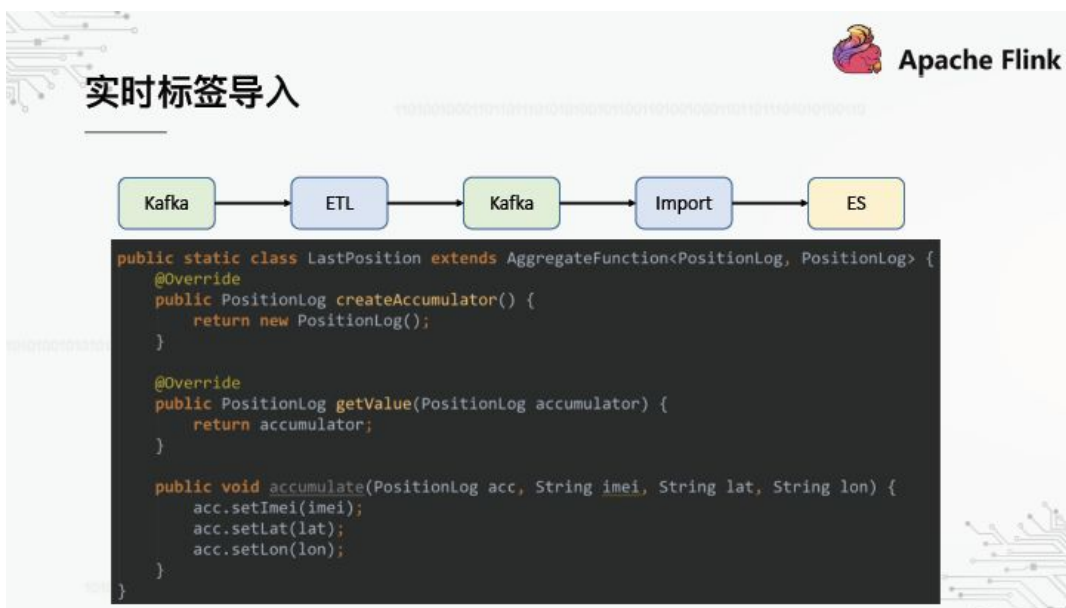 Apache Flink
实时标签导入
Kafka
ETL
Kafka
Import
ES
public static class LastPosition extends AggregateFunction<PositionLog, PositionLog> {
@Override
public PositionLog createAccumulator() {
return new PositionLog();
}
@Override
public PositionLog getValue(PositionLog accumulator) {
return accumulator;
}
public void accumulate(PositionLog acc, String imei, String lat, String lon) {
acc.setImei(imei);
acc.setLat(lat);
acc.setLon(lon);
}
}